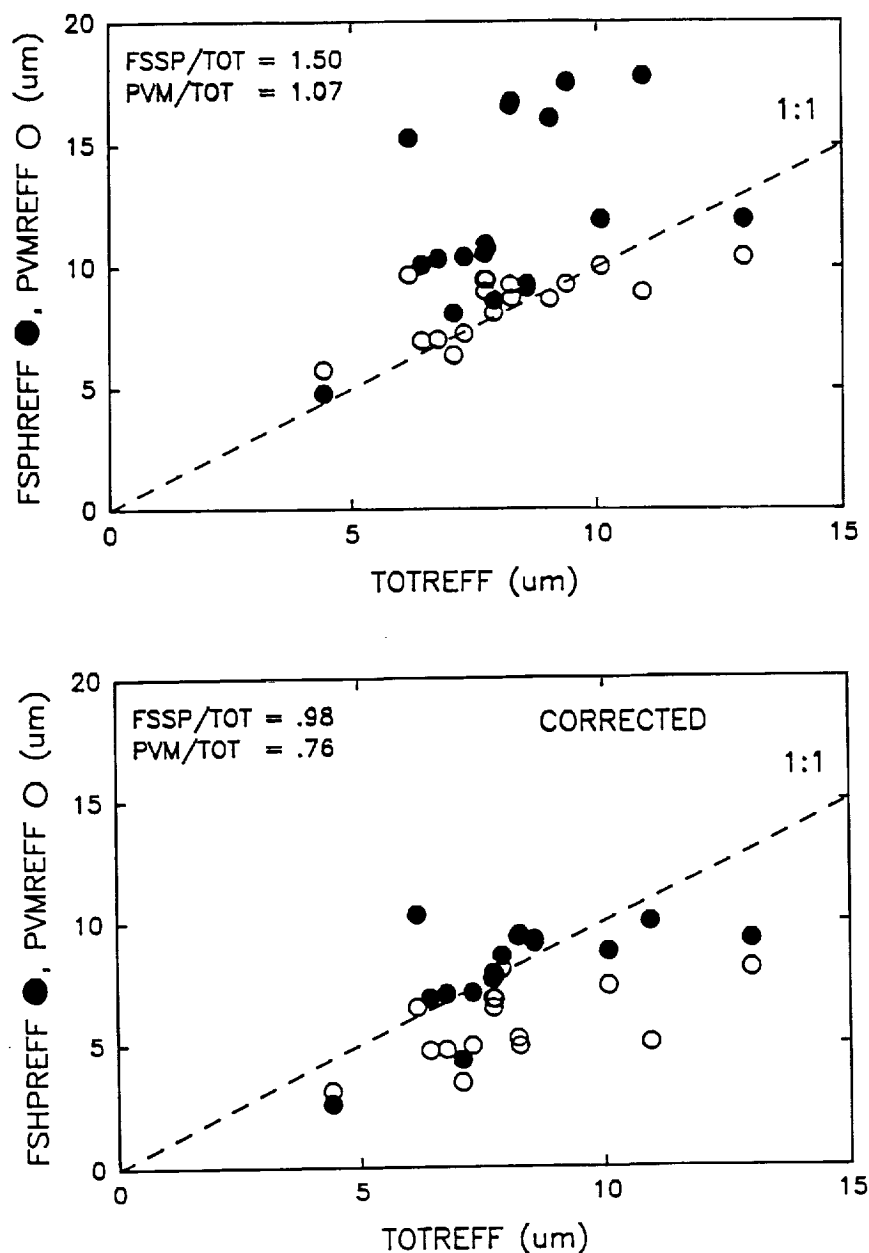 FSSP/TOT = 1.50
PVM/TOT = 1.07
1:1
20
15
10
5
0
FSPHREFF ●, PVMREFF ○ (um)
0 5 10 15
TOTREFF (um)
FSSP/TOT = .98
PVM/TOT = .76
CORRECTED
1:1
20
15
10
5
0
FSHPREFF ●, PVMREFF ○ (um)
0 5 10 15
TOTREFF (um)